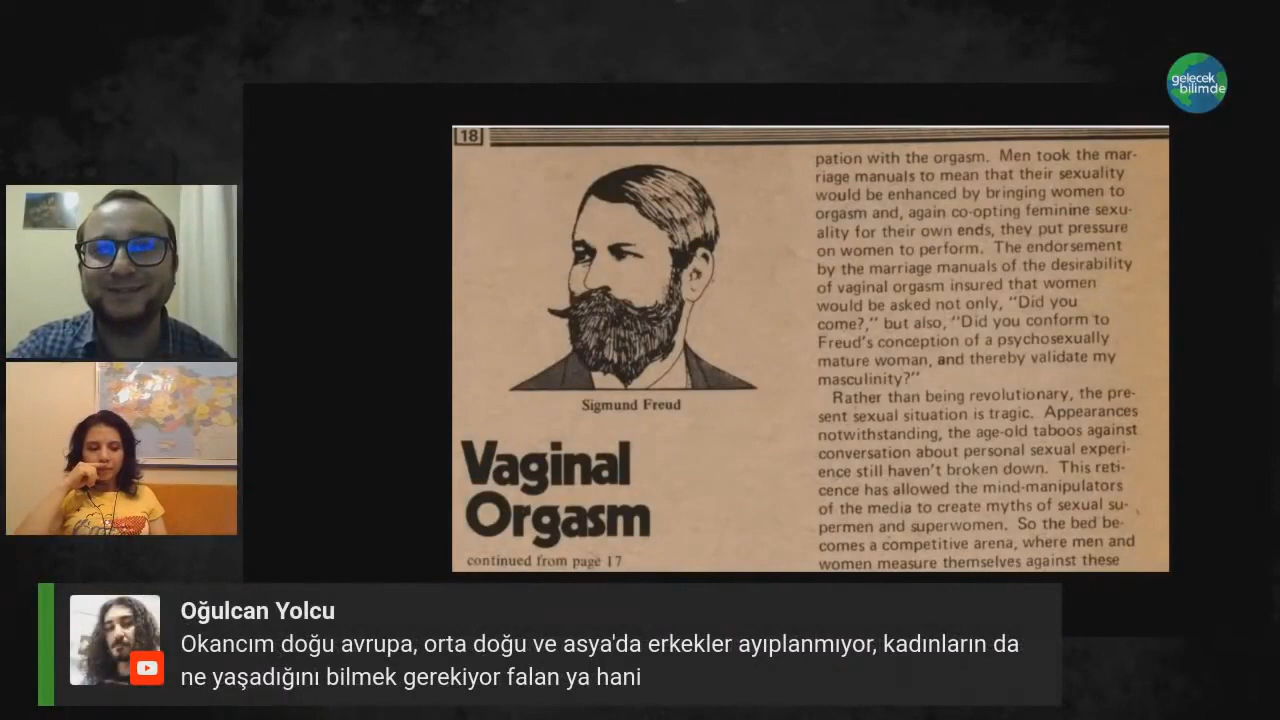 gelecek
bilimde
18
Sigmund Freud
Vaginal
Orgasm
continued from page 17
pation with the orgasm. Men took the mar-
riage manuals to mean that their sexuality
would be enhanced by bringing women to
orgasm and, again co-opting feminine sexu-
ality for their own ends, they put pressure
on women to perform. The endorsement
by the marriage manuals of the desirability
of vaginal orgasm insured that women
would be asked not only, “Did you
come?,” but also, “Did you conform to
Freud’s conception of a psychosexually
mature woman, and thereby validate my
masculinity?”
Rather than being revolutionary, the pre-
sent sexual situation is tragic. Appearances
notwithstanding, the age-old taboos against
conversation about personal sexual experi-
ence still haven’t broken down. This reti-
cence has allowed the mind-manipulators
of the media to create myths of sexual su-
permen and superwomen. So the bed be-
comes a competitive arena, where men and
women measure themselves against these
Oğulcan Yolcu
Okancım doğu avrupa, orta doğu ve asya'da erkekler ayıplanmıyor, kadınların da
ne yaşadığını bilmek gerekiyor falan ya hani